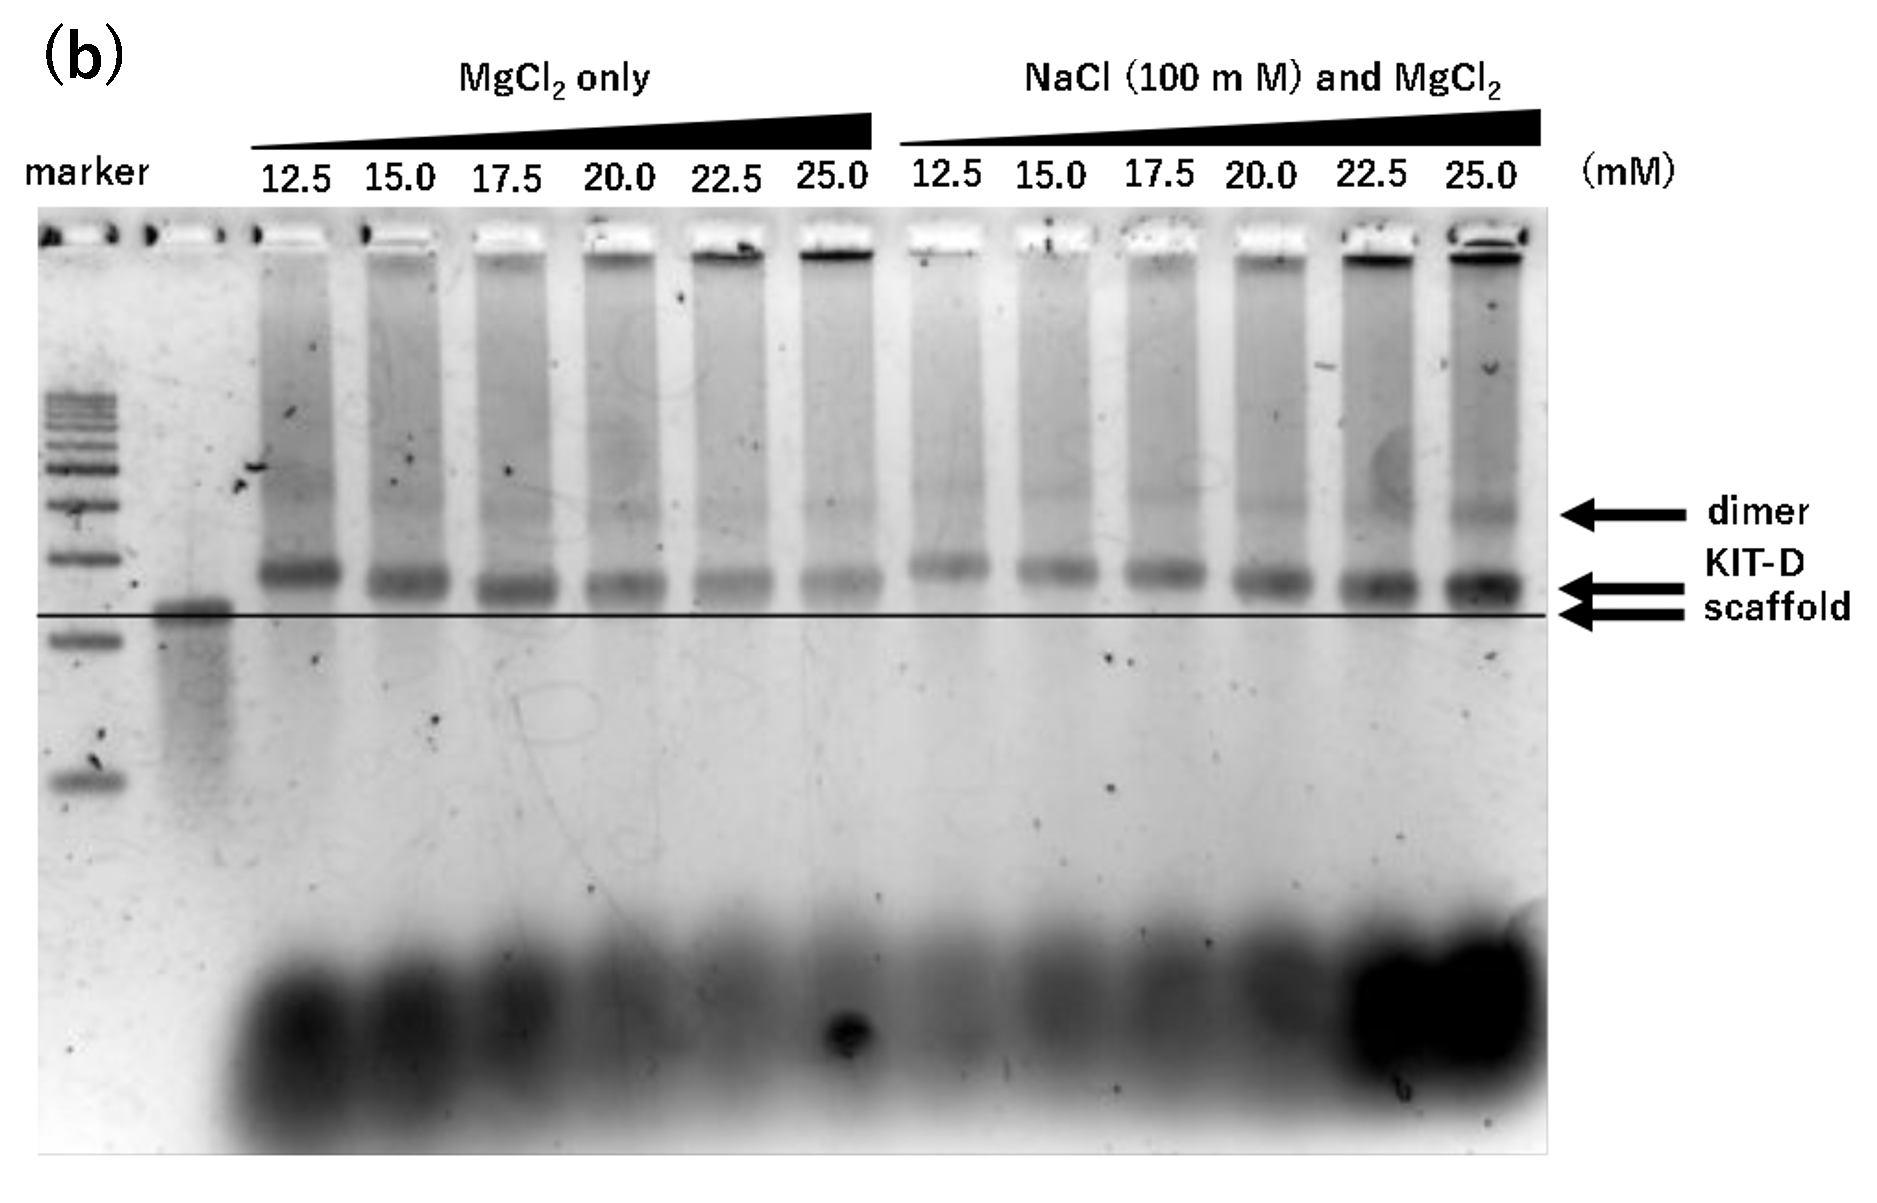 (b)
MgCl₂ only
NaCl (100 m M) and MgCl₂
marker
12.5 15.0 17.5 20.0 22.5 25.0 12.5 15.0 17.5 20.0 22.5 25.0 (mM)
dimer
KIT-D
scaffold